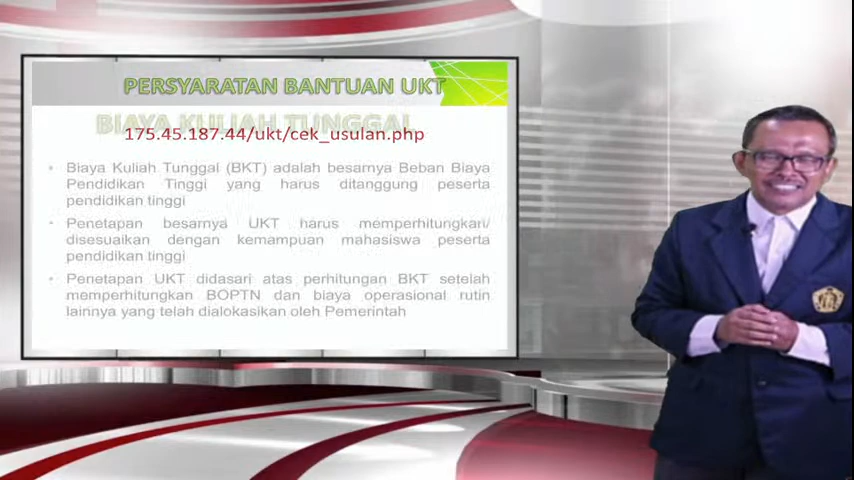 PERSYARATAN BANTUAN UKT
BIAYA KULIAH TUNGGAL
175.45.187.44/ukt/cek_usulan.php
• Biaya Kuliah Tunggal (BKT) adalah besarnya Beban Biaya
Pendidikan Tinggi yang harus ditanggung peserta
pendidikan tinggi
• Penetapan besarnya UKT harus memperhitungkan/
disesuaikan dengan kemampuan mahasiswa peserta
pendidikan tinggi
• Penetapan UKT didasari atas perhitungan BKT setelah
memperhitungkan BOPTN dan biaya operasional rutin
lainnya yang telah dialokasikan oleh Pemerintah